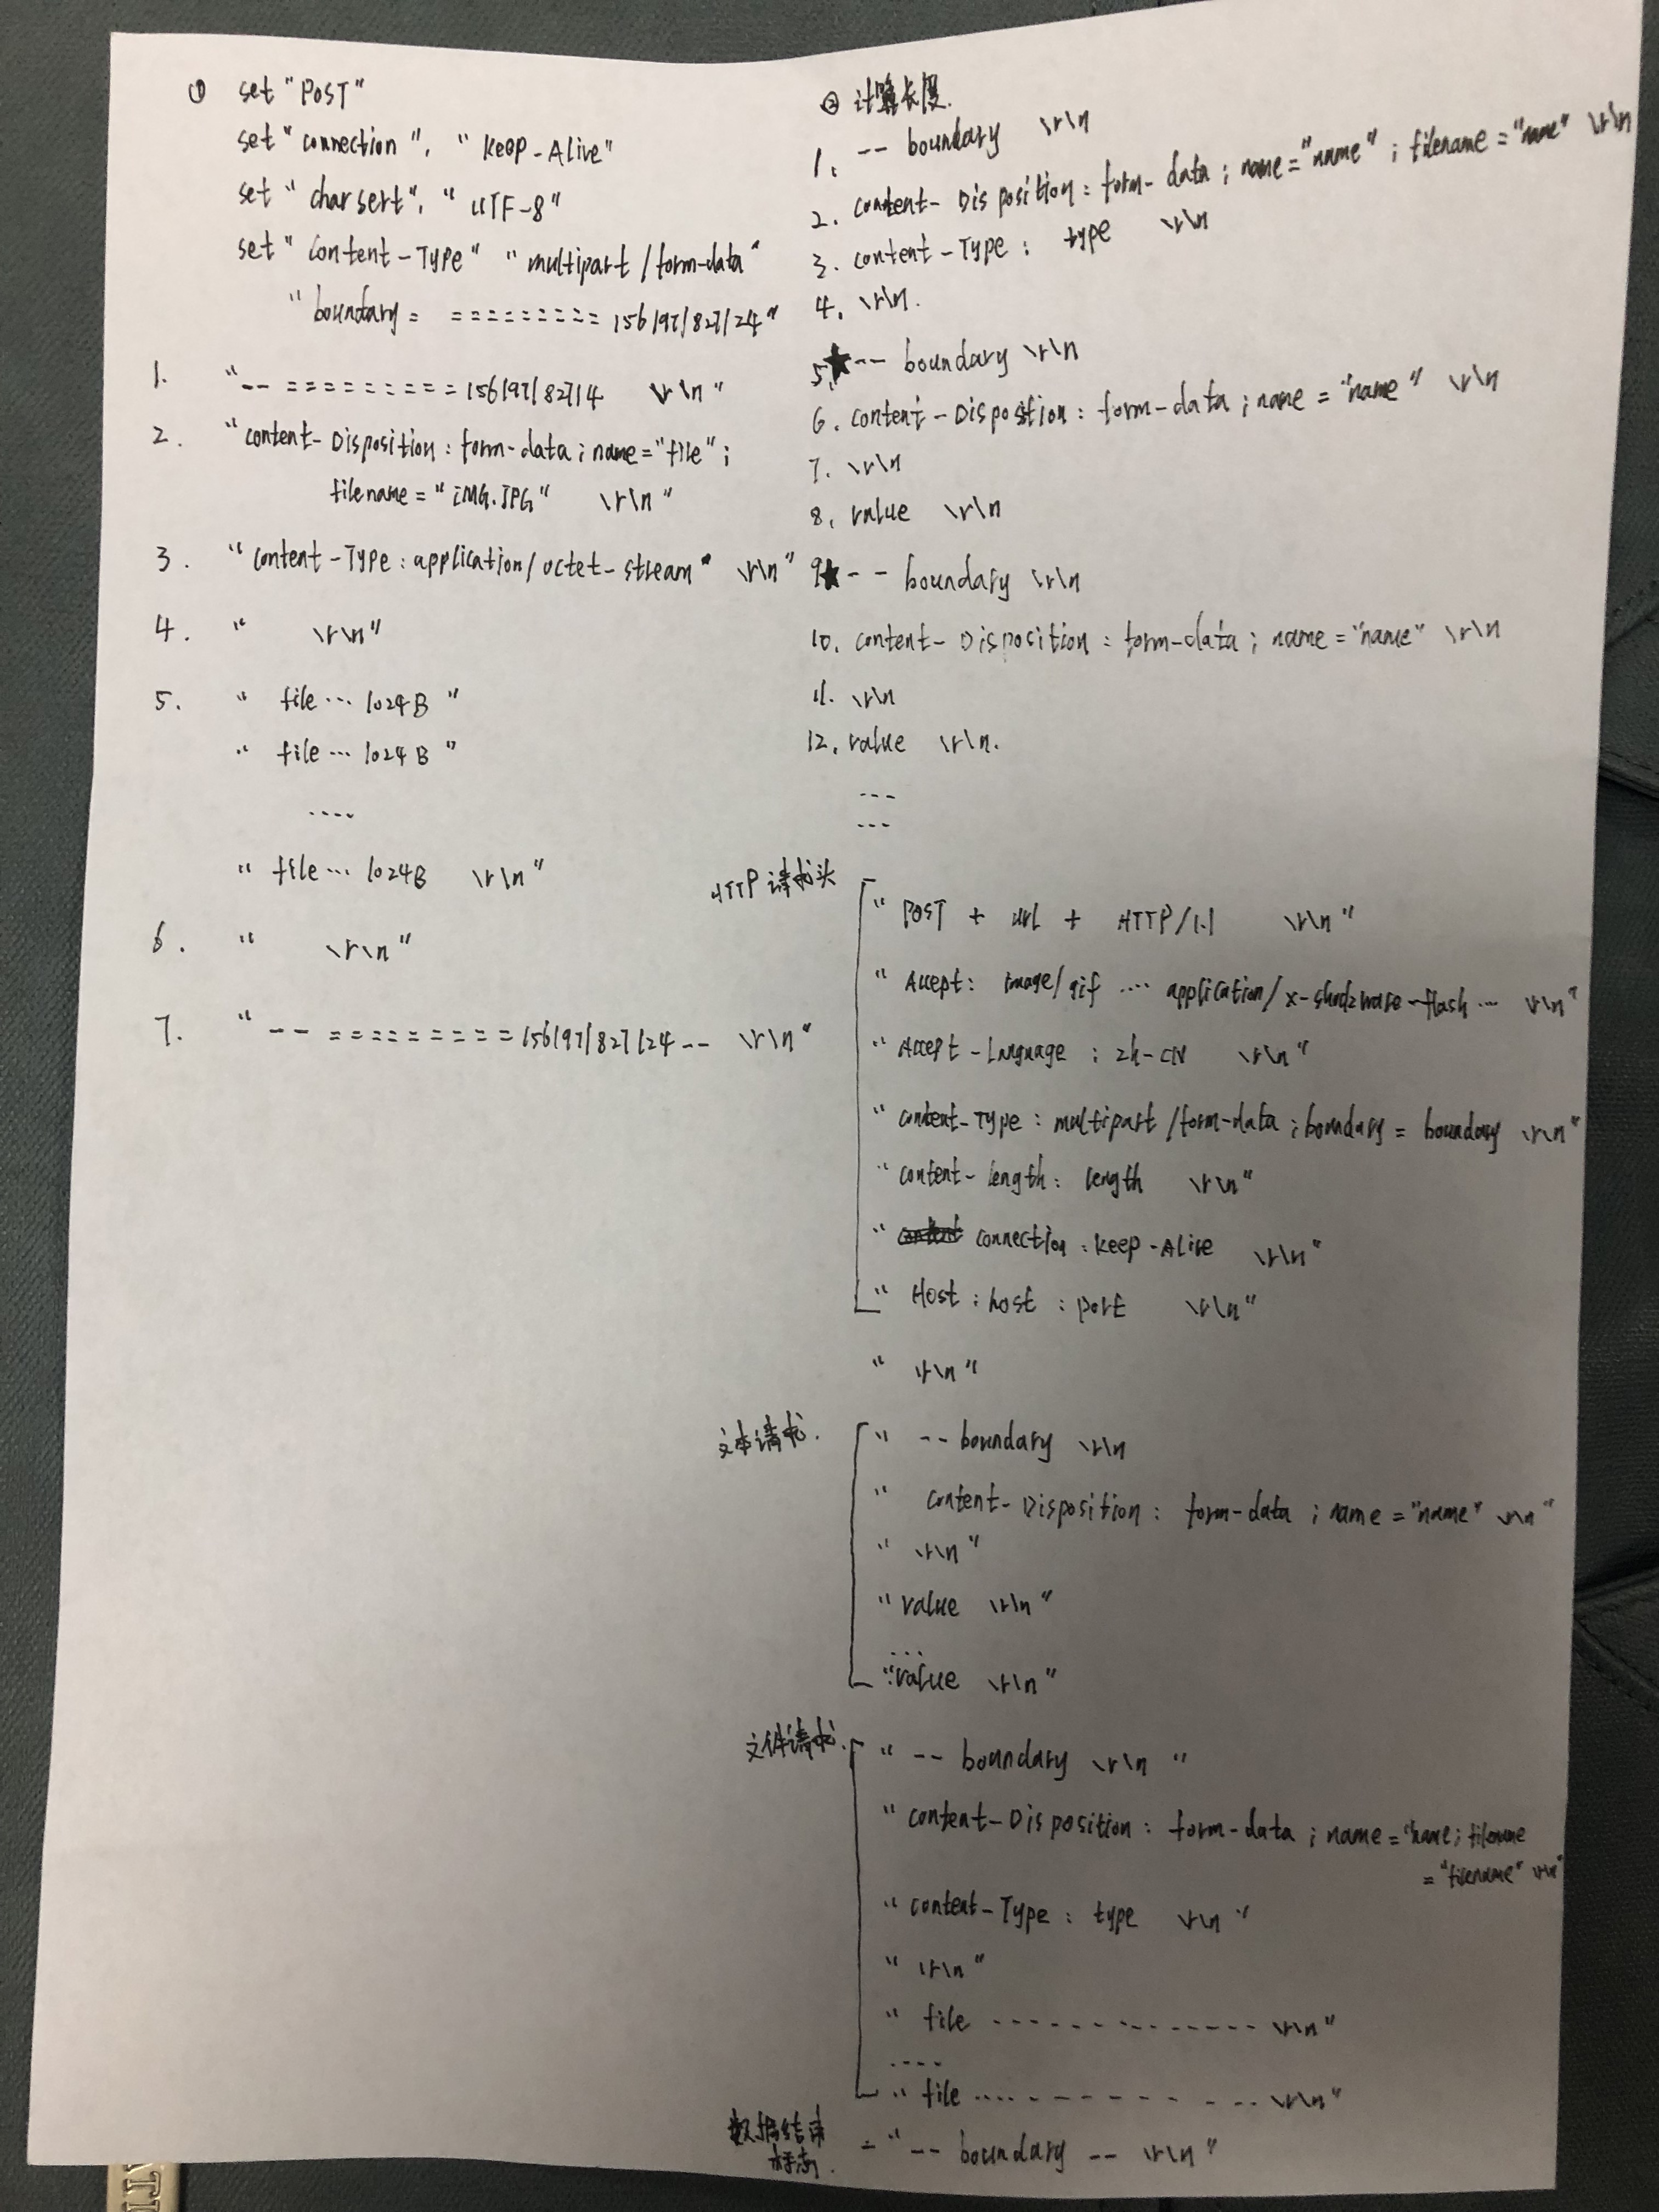 ① set "POST"
set "connection", "Keep-Alive"
set "charsert", "UTF-8"
set "Content-Type" "multipart/form-data"
"boundary = ========= 156197182724"
1. "-- ========= 15619718274 \r\n"
2. "content-Disposition: form-data; name="file";
filename="iMG.JPG" \r\n"
3. "content-Type: application/octet-stream" \r\n"
4. " \r\n"
5. " file... 1024B "
" file... 1024B "
....
" file... 1024B \r\n"
6. " \r\n"
7. "-- =========1561971827124-- \r\n"
② 计算长度.
1. -- boundary \r\n
2. content-Disposition: form-data; name="name"; filename="name" \r\n
3. content-Type: type \r\n
4. \r\n.
5.★-- boundary \r\n
6. content-Disposition: form-data; name="name" \r\n
7. \r\n
8. value \r\n
9★-- boundary \r\n
10. content-Disposition: form-data; name="name" \r\n
11. \r\n
12. value \r\n.
---
---
HTTP请求头
"POST + url + HTTP/1.1 \r\n"
"Accept: image/gif .... application/x-shockwave-flash... \r\n"
"Accept-Language: zh-CN \r\n"
"content-Type: multipart/form-data; boundary = boundary \r\n"
"content-length: length \r\n"
"connection: Keep-Alive \r\n"
"Host: host: port \r\n"
" \r\n"
文本请求.
" -- boundary \r\n
" content-Disposition: form-data; name="name" \r\n"
" \r\n"
"value \r\n"
...
"value \r\n"
文件请求.
"-- boundary \r\n "
"content-Disposition: form-data; name="name; filename
="filename" \r\n"
"content-Type: type \r\n"
" \r\n"
" file -------------- \r\n"
....
" file .... - - - - - - - .. \r\n"
数据结束
标志.
- "-- boundary -- \r\n"